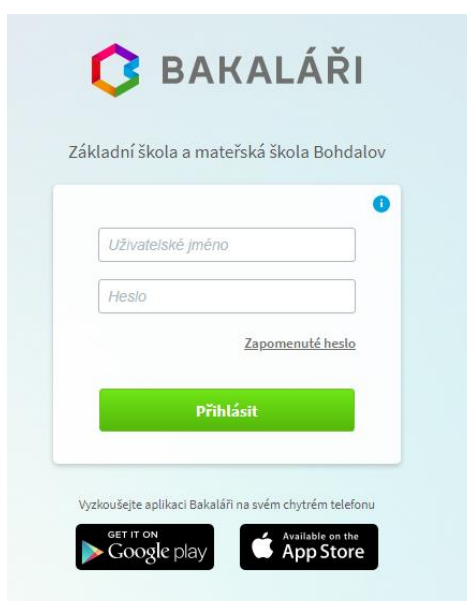 BAKALÁŘI
Základní škola a mateřská škola Bohdalov
i
Uživatelské jméno
Heslo
Zapomenuté heslo
Přihlásit
Vyzkoušejte aplikaci Bakaláři na svém chytrém telefonu
GET IT ON
Google play
Available on the
App Store